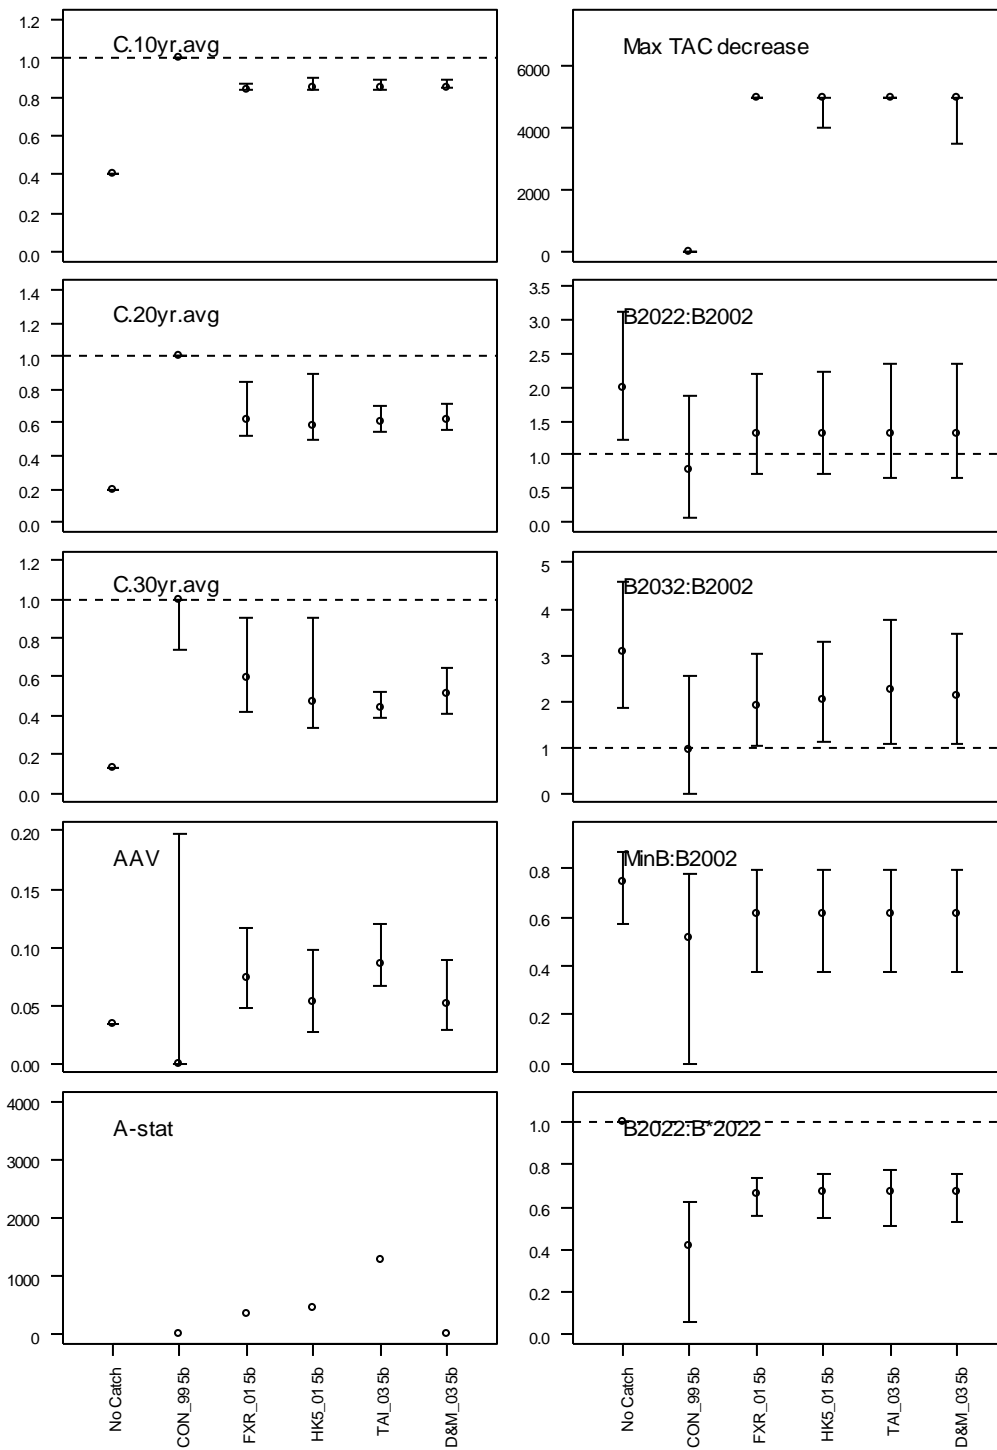 C.10yr.avg
1.2
1.0
0.8
0.6
0.4
0.2
0.0
Max TAC decrease
6000
4000
2000
0
C.20yr.avg
1.4
1.2
1.0
0.8
0.6
0.4
0.2
0.0
B2022:B2002
3.5
3.0
2.5
2.0
1.5
1.0
0.5
0.0
C.30yr.avg
1.2
1.0
0.8
0.6
0.4
0.2
0.0
B2032:B2002
5
4
3
2
1
0
AAV
0.20
0.15
0.10
0.05
0.00
MinB:B2002
0.8
0.6
0.4
0.2
0.0
A-stat
4000
3000
2000
1000
0
B2022:B*2022
1.0
0.8
0.6
0.4
0.2
0.0
No Catch
CON_99 5b
FXR_01 5b
HK5_01 5b
TAI_03 5b
D&M_03 5b
No Catch
CON_99 5b
FXR_01 5b
HK5_01 5b
TAI_03 5b
D&M_03 5b